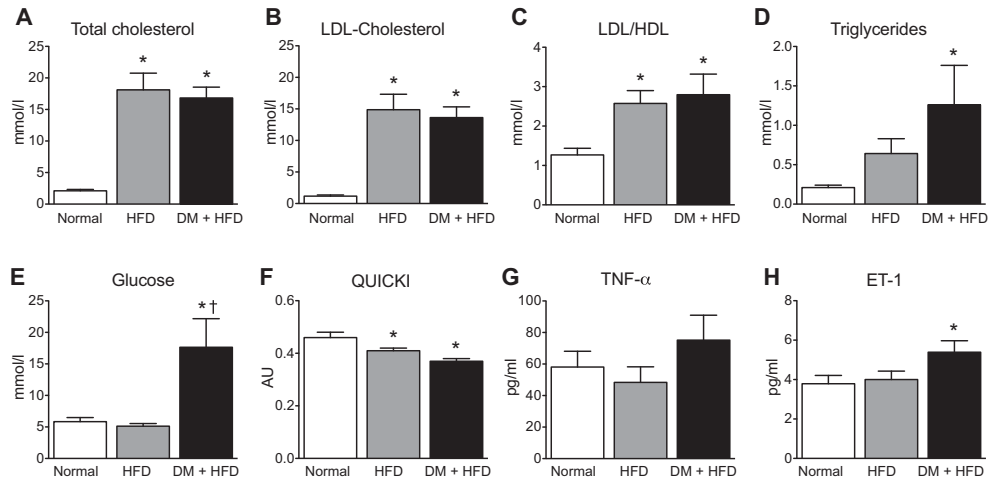 A Total cholesterol
mmol/l
25
20
15
10
5
0
*
*
Normal HFD DM + HFD
B LDL-Cholesterol
mmol/l
25
20
15
10
5
0
*
*
Normal HFD DM + HFD
C LDL/HDL
mmol/l
4
3
2
1
0
*
*
Normal HFD DM + HFD
D Triglycerides
mmol/l
2.0
1.5
1.0
0.5
0.0
*
Normal HFD DM + HFD
E Glucose
mmol/l
25
20
15
10
5
0
*†
Normal HFD DM + HFD
F QUICKI
AU
0.6
0.4
0.2
0.0
*
*
Normal HFD DM + HFD
G TNF-α
pg/ml
100
80
60
40
20
0
Normal HFD DM + HFD
H ET-1
pg/ml
8
6
4
2
0
*
Normal HFD DM + HFD